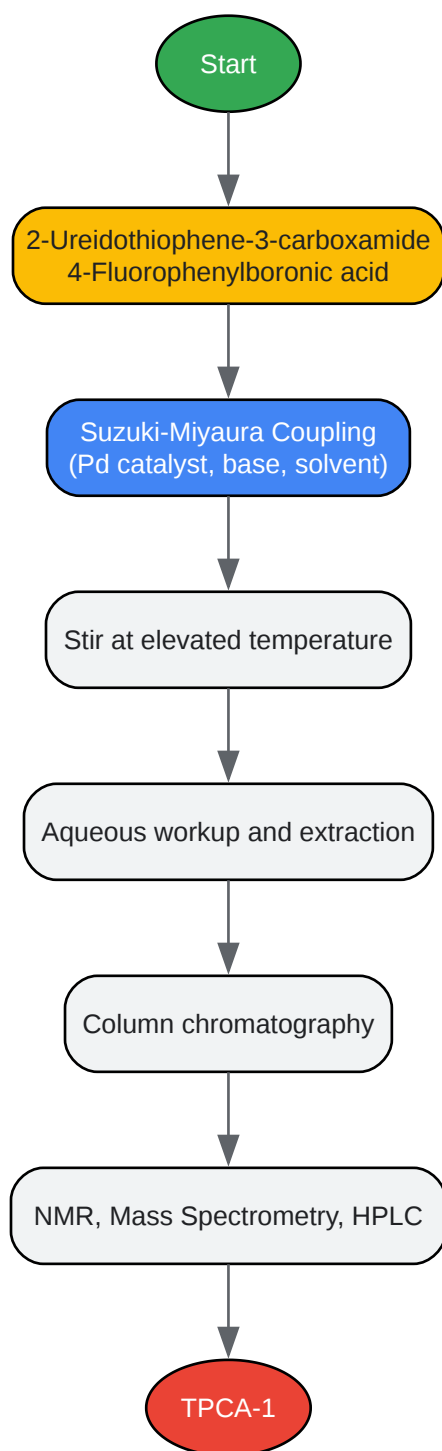 Start
2-Ureidothiophene-3-carboxamide
4-Fluorophenylboronic acid
Suzuki-Miyaura Coupling
(Pd catalyst, base, solvent)
Stir at elevated temperature
Aqueous workup and extraction
Column chromatography
NMR, Mass Spectrometry, HPLC
TPCA-1